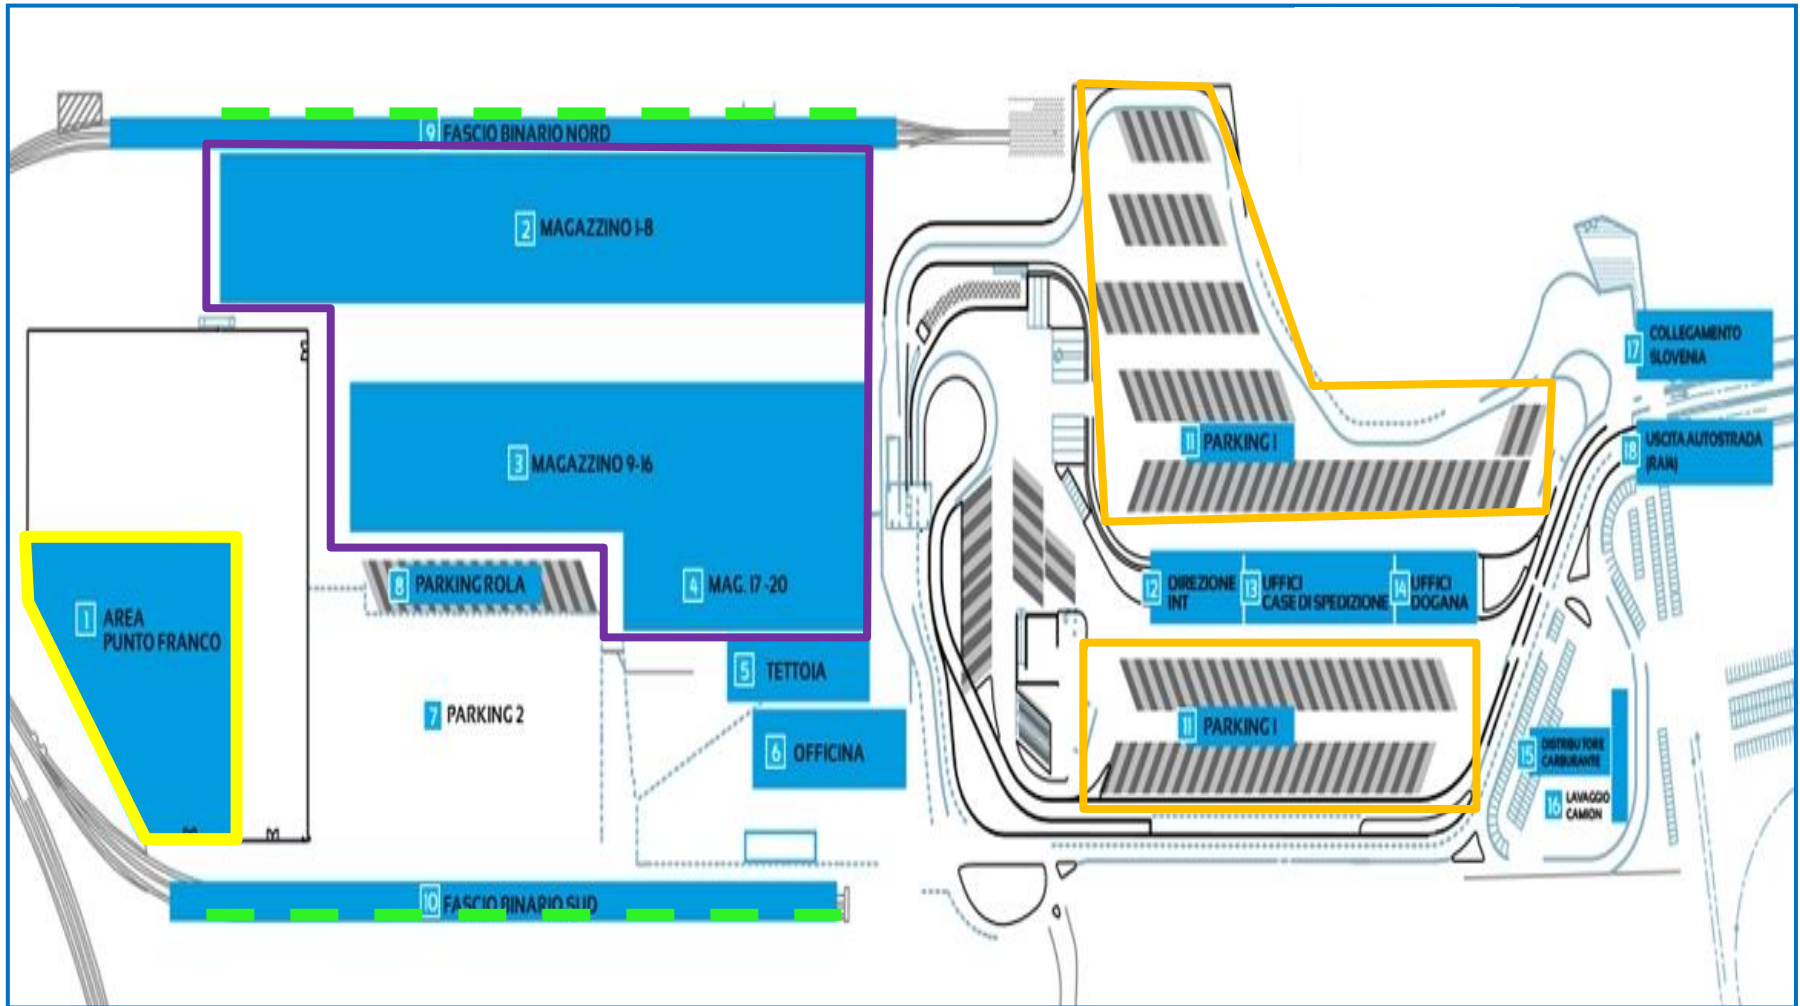 9 FASCIO BINARIO NORD
2 MAGAZZINO 1-8
3 MAGAZZINO 9-16
4 MAG. 17-20
8 PARKING ROLA
1 AREA
PUNTO FRANCO
5 TETTOIA
7 PARKING 2
6 OFFICINA
10 FASCIO BINARIO SUD
11 PARKING 1
12 DIREZIONE
INT
13 UFFICI
CASE DI SPEDIZIONE
14 UFFICI
DOGANA
11 PARKING 1
17 COLLEGAMENTO
SLOVENIA
18 USCITA AUTOSTRADA
(RAN)
15 DISTRIBUTORE
CARBURANTE
16 LAVAGGIO
CAMION